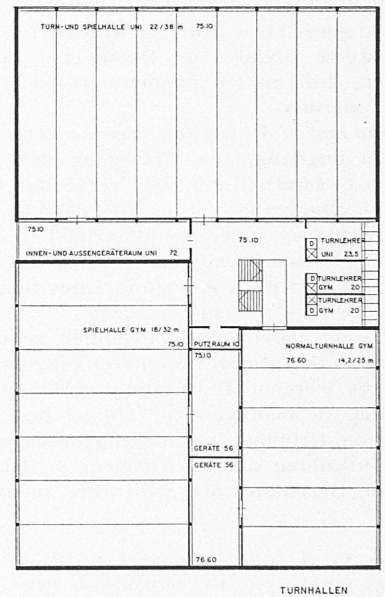 TURN-UND SPIELHALLE UNI 22/38 m 75.10
75.10
75.10
INNEN-UND AUSSENGERÄTERAUM UNI 72
D TURNLEHRER
UNI 23,5
D TURNLEHRER
GYM 20
TURNLEHRER
D GYM 20
SPIELHALLE GYM 18/32 m
75.10
PUTZRAUM 10
75.10
NORMALTURNHALLE GYM
76.60 14,2/25 m
GERÄTE 56
GERÄTE 56
76.60
TURNHALLEN